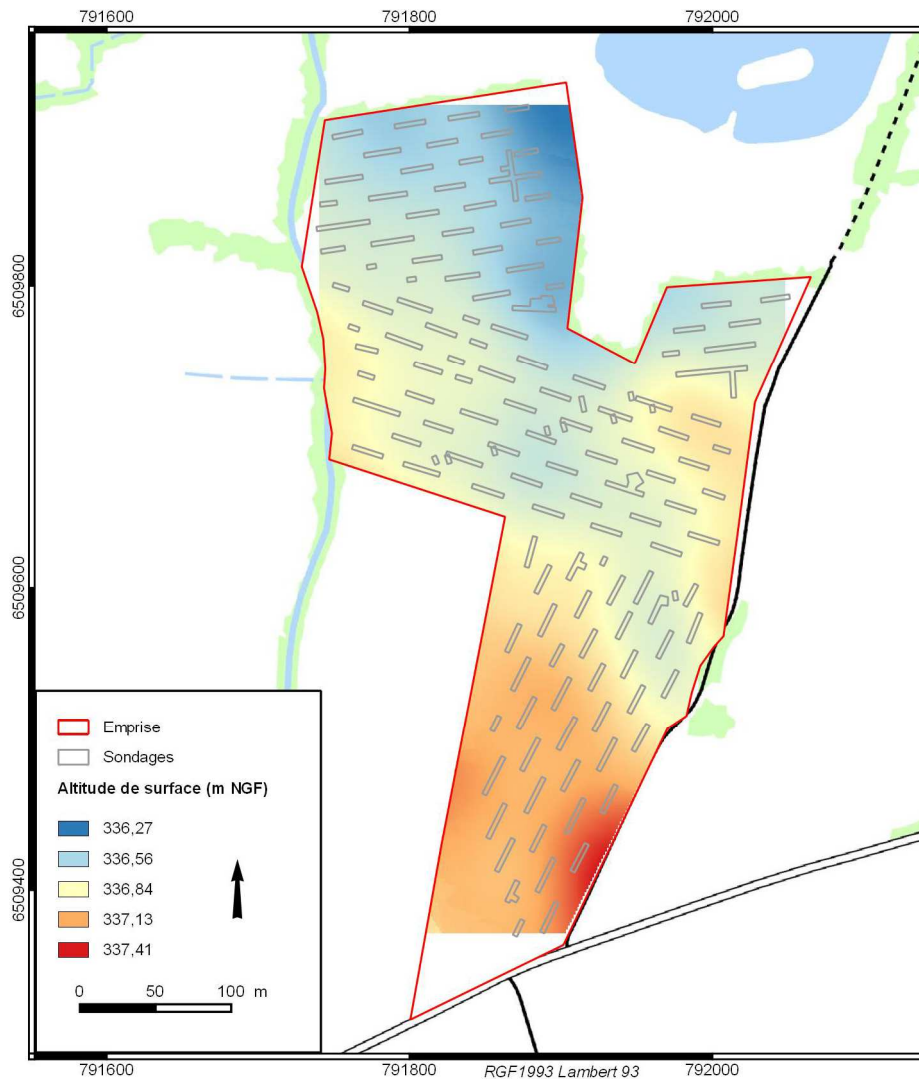 791600 791800 792000
6509800
6509600
6509400
Emprise
Sondages
Altitude de surface (m NGF)
336,27
336,56
336,84
337,13
337,41
0 50 100 m
791600 791800 RGF1993 Lambert 93 792000